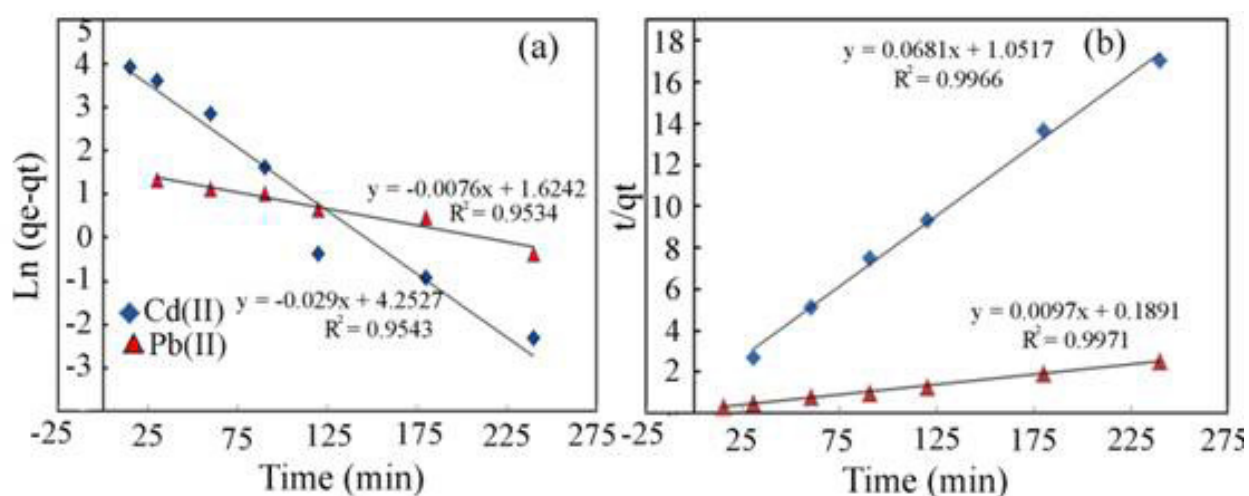 (a)
5
4
3
2
1
0
-1
-2
-3
Ln (qe-qt)
y = -0.0076x + 1.6242
R² = 0.9534
y = -0.029x + 4.2527
R² = 0.9543
Cd(II)
Pb(II)
-25 25 75 125 175 225 275
Time (min)
(b)
18
16
14
12
10
8
6
4
2
t/qt
y = 0.0681x + 1.0517
R² = 0.9966
y = 0.0097x + 0.1891
R² = 0.9971
-25 25 75 125 175 225 275
Time (min)